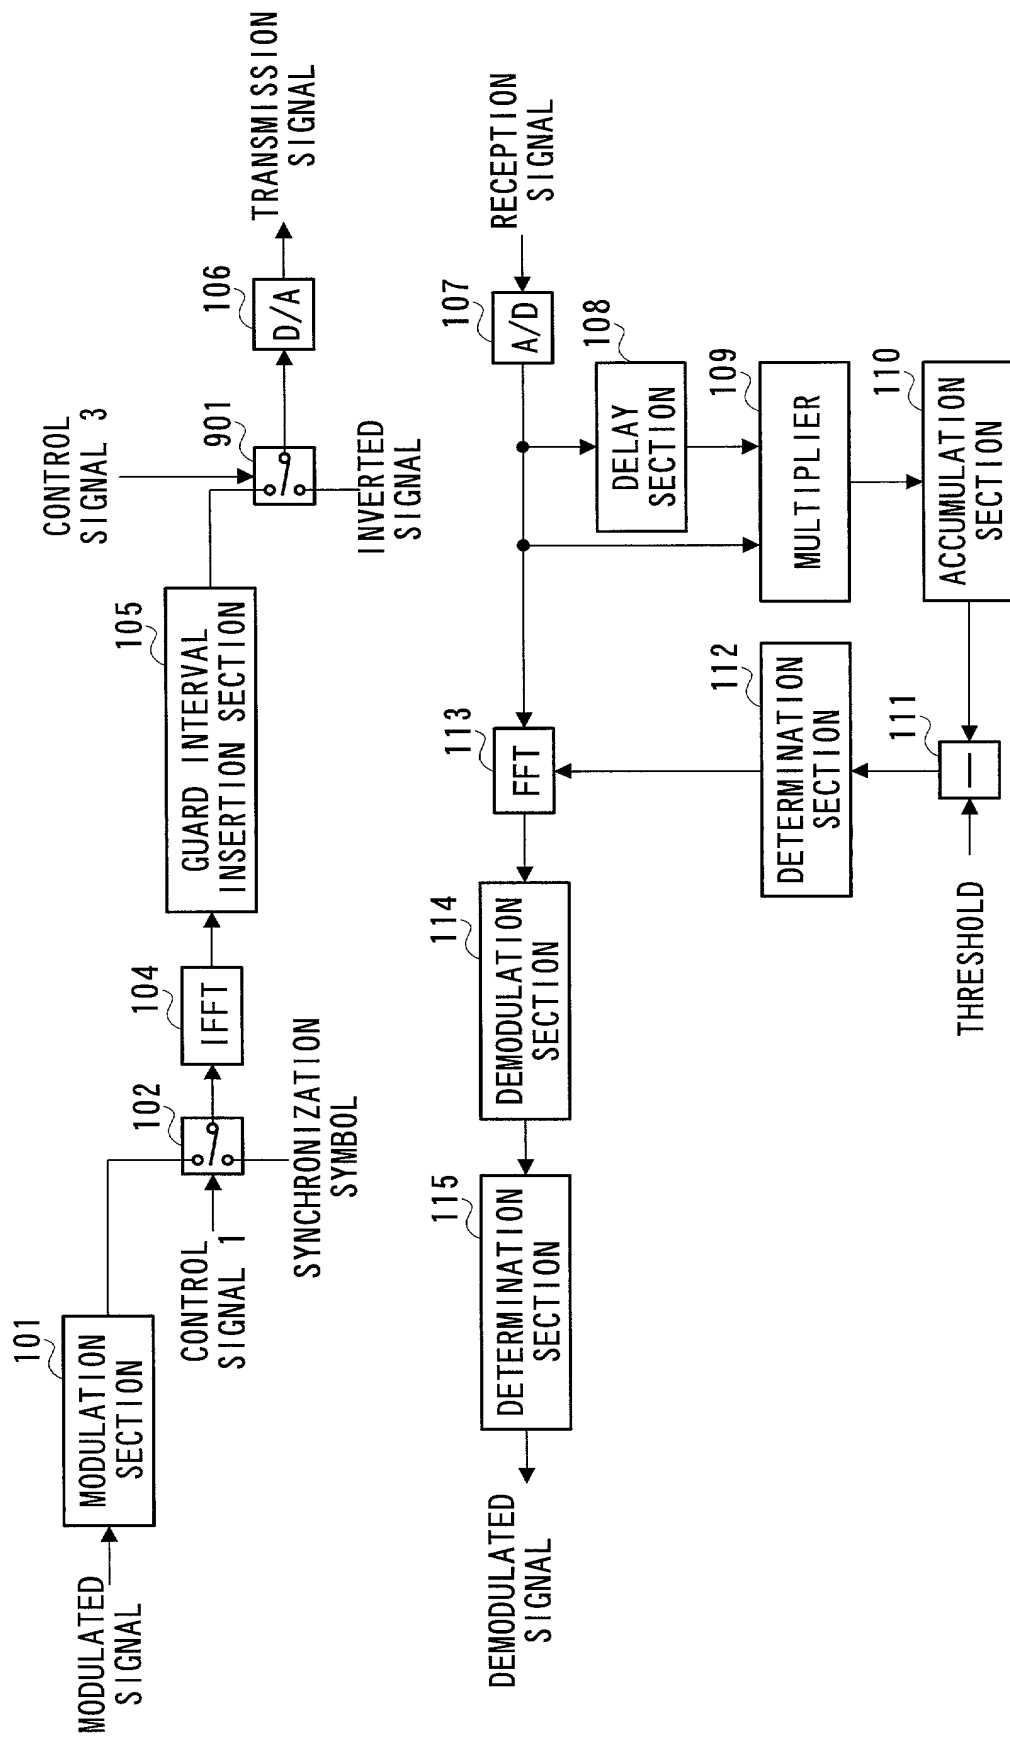 MODULATED
SIGNAL
101
MODULATION
SECTION
CONTROL
SIGNAL 1
102
SYNCHRONIZATION
SYMBOL
104
IFFT
105
GUARD INTERVAL
INSERTION SECTION
CONTROL
SIGNAL 3
901
INVERTED
SIGNAL
106
D/A
TRANSMISSION
SIGNAL
RECEPTION
SIGNAL
107
A/D
108
DELAY
SECTION
109
MULTIPLIER
110
ACCUMULATION
SECTION
111
—
THRESHOLD
112
DETERMINATION
SECTION
113
FFT
114
DEMODULATION
SECTION
115
DETERMINATION
SECTION
DEMODULATED
SIGNAL